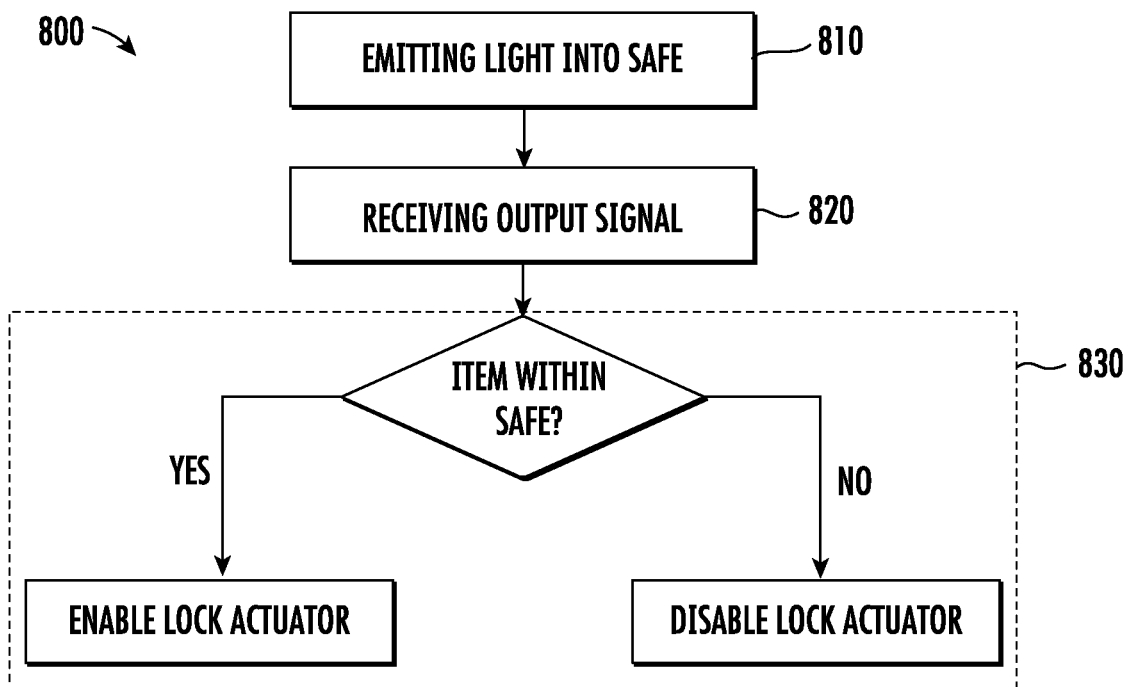 800
EMITTING LIGHT INTO SAFE
810
RECEIVING OUTPUT SIGNAL
820
ITEM WITHIN
SAFE?
830
YES
NO
ENABLE LOCK ACTUATOR
DISABLE LOCK ACTUATOR